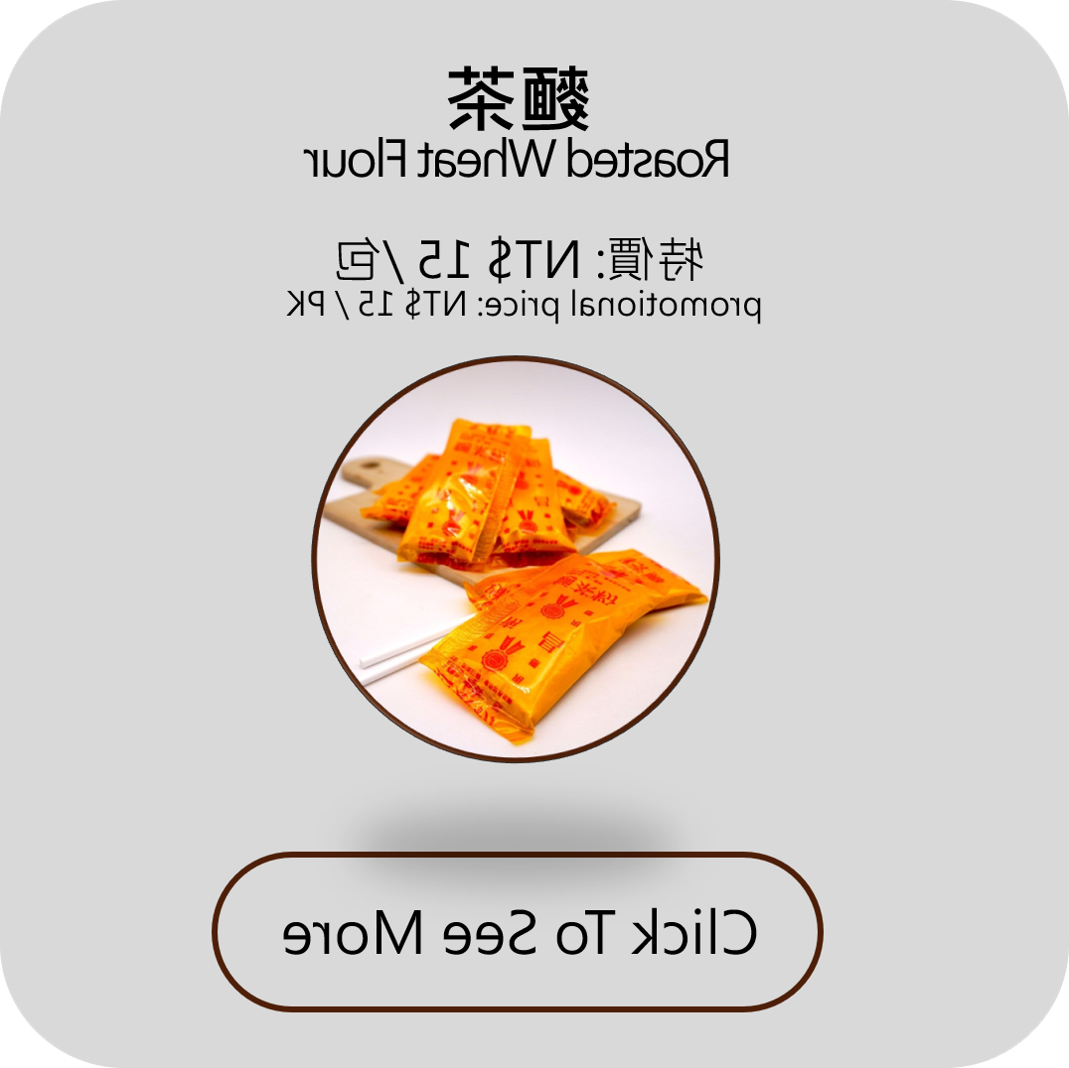 麵茶
Roasted Wheat Flour
特價: NT$ 15 /包
promotional price: NT$ 15 / PK
Click To See More